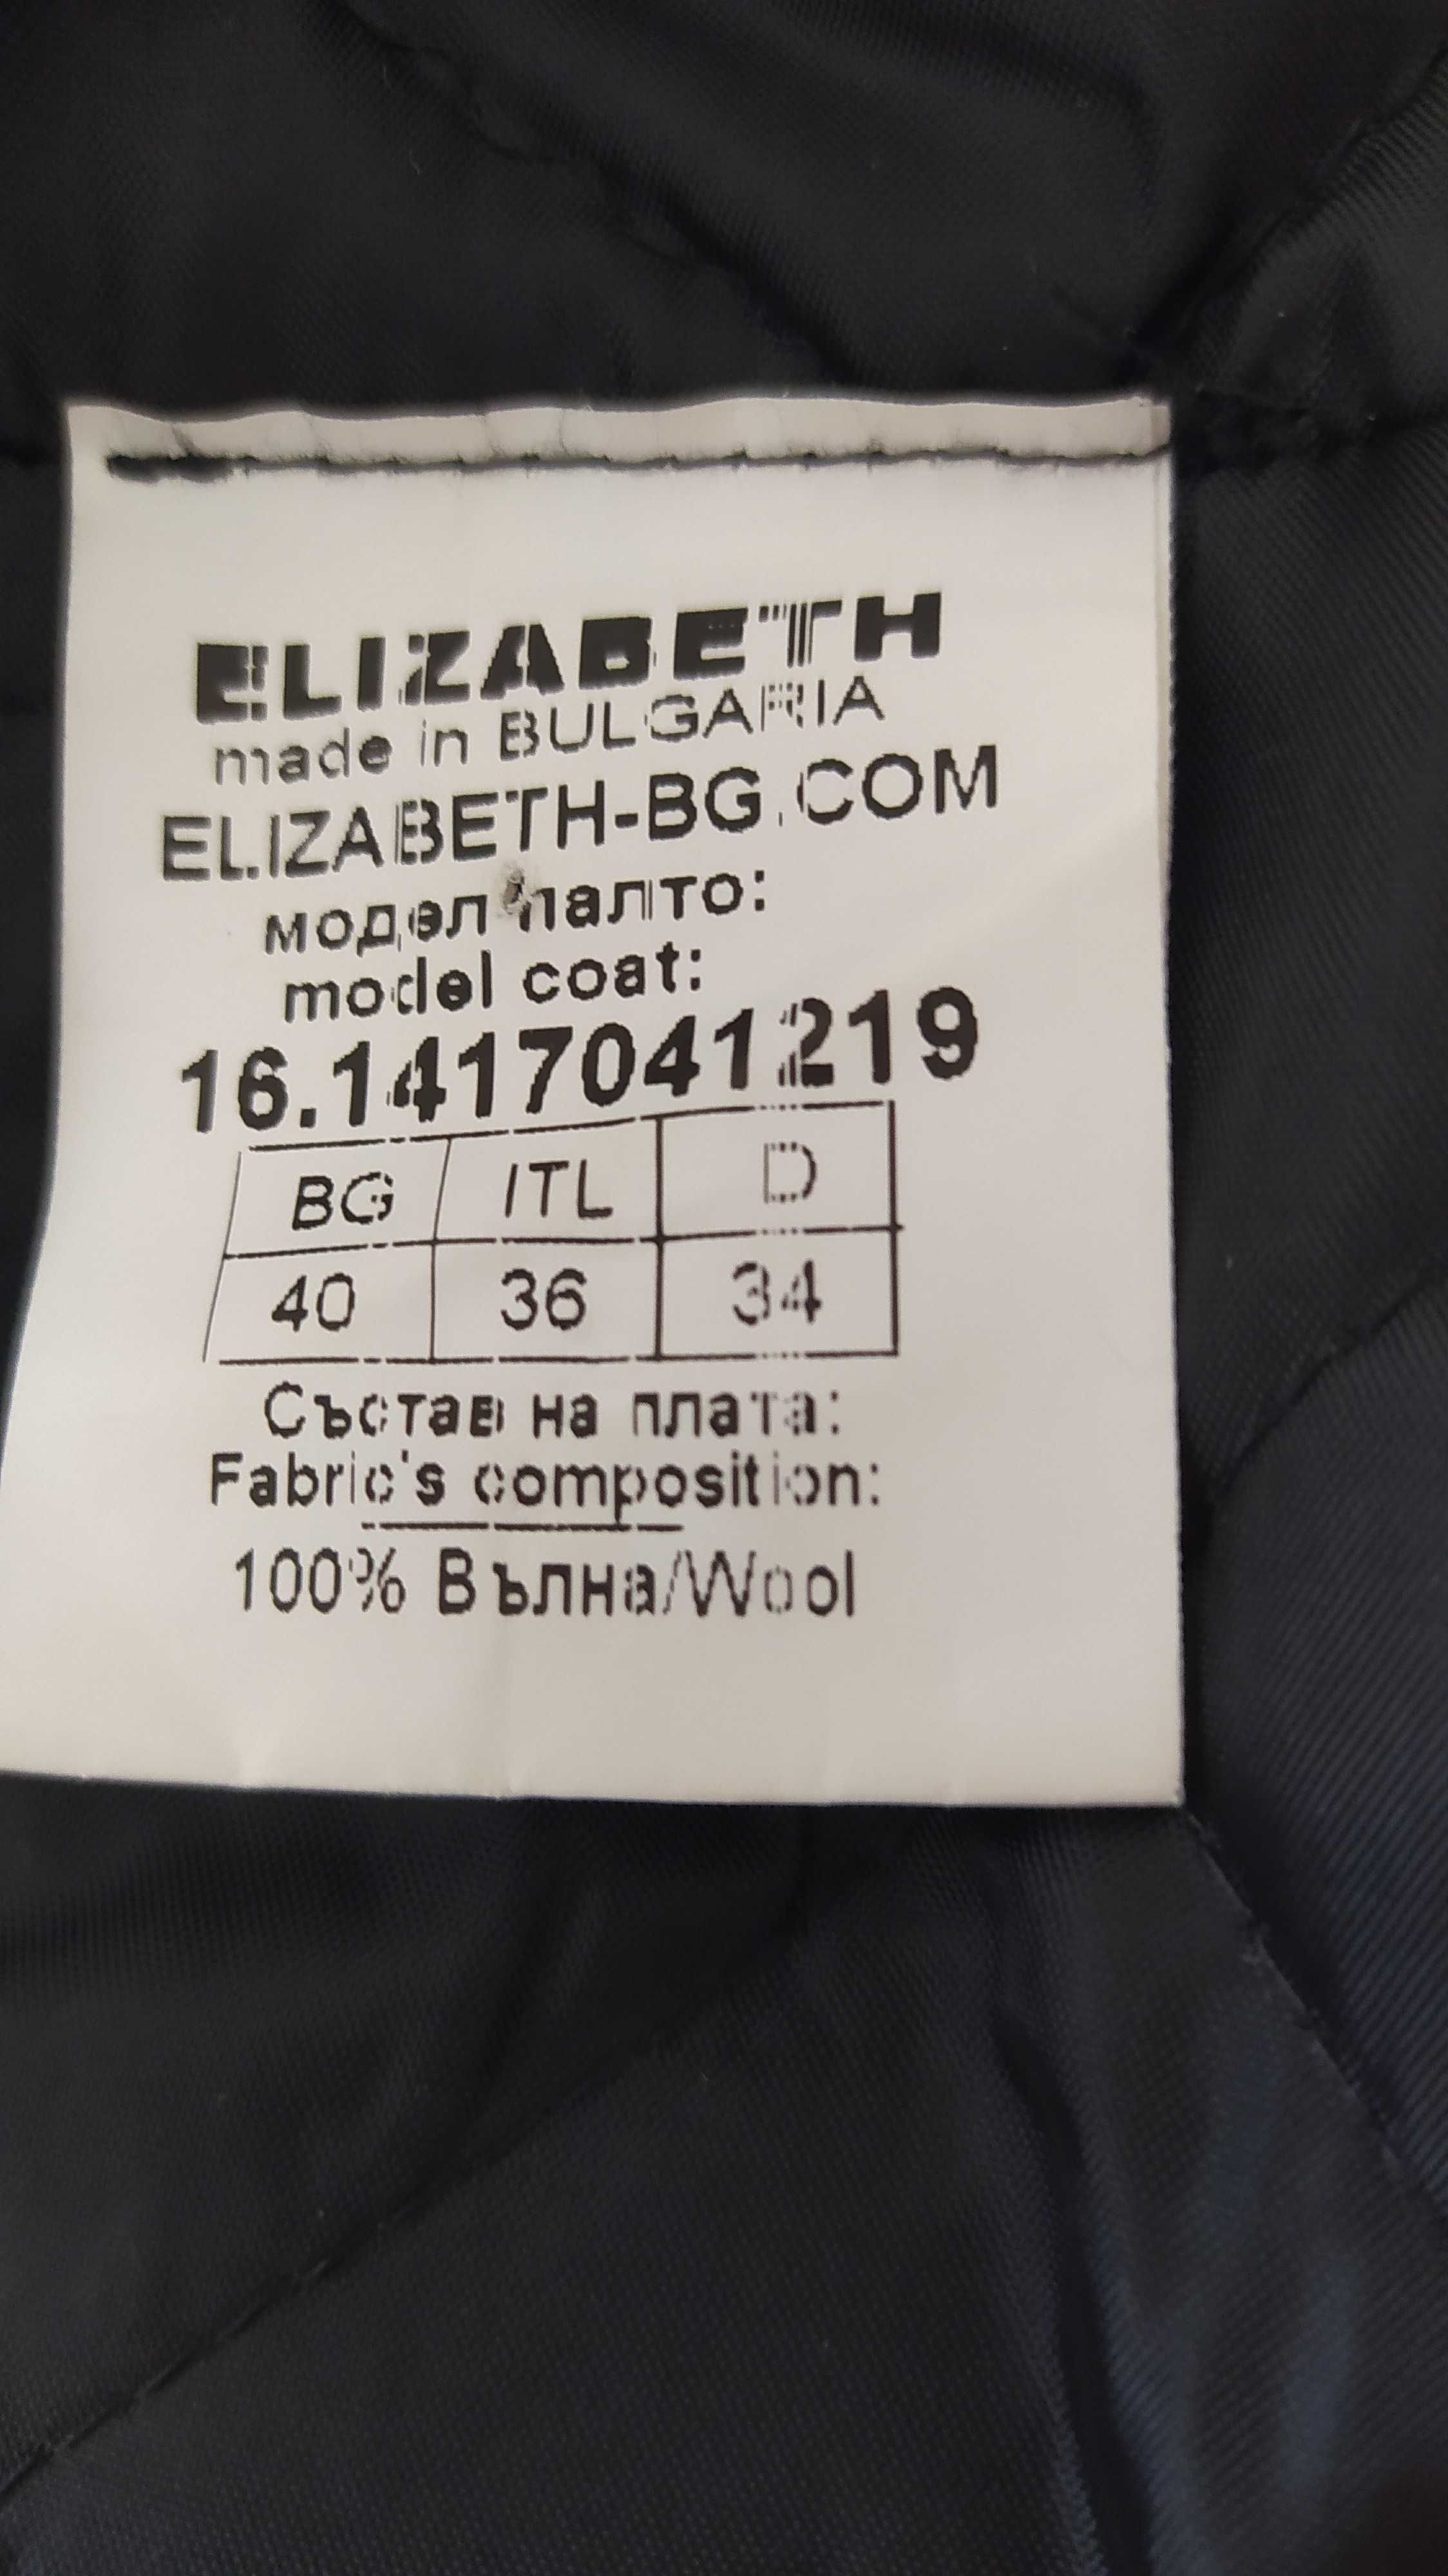 ELIZABETH
made in BULGARIA
ELIZABETH-BG.COM
модел палто:
model coat:
16.1417041219
BG ITL D
40 36 34
Състав на плата:
Fabric's composition:
100% Вълна/Wool